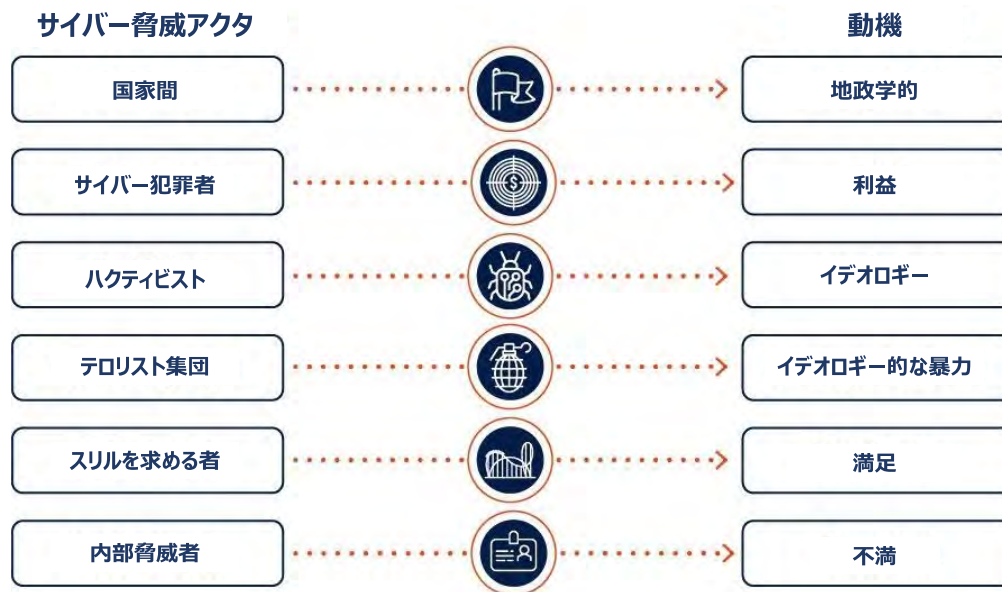 サイバー脅威アクタ 動機
国家間 地政学的
サイバー犯罪者 $ 利益
ハクティビスト イデオロギー
テロリスト集団 イデオロギー的な暴力
スリルを求める者 満足
内部脅威者 不満